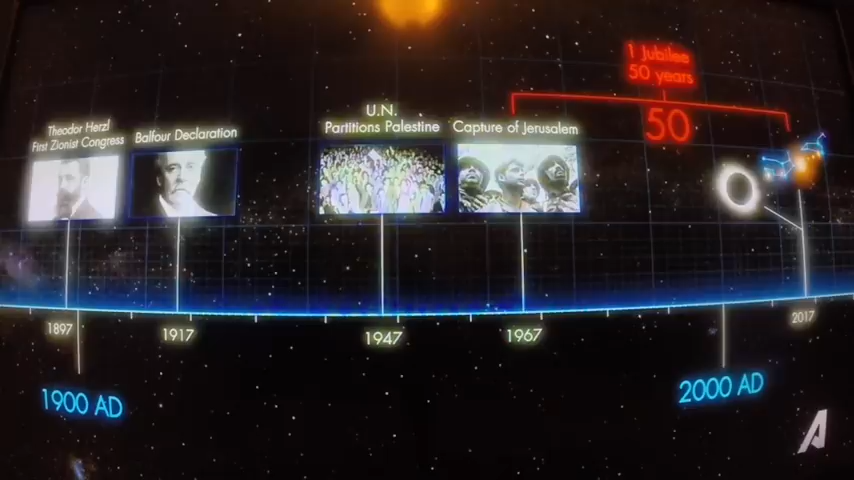 Theodor Herzl
First Zionist Congress
Balfour Declaration
U.N.
Partitions Palestine
Capture of Jerusalem
1 Jubilee
50 years
50
1897
1917
1947
1967
2017
1900 AD
2000 AD